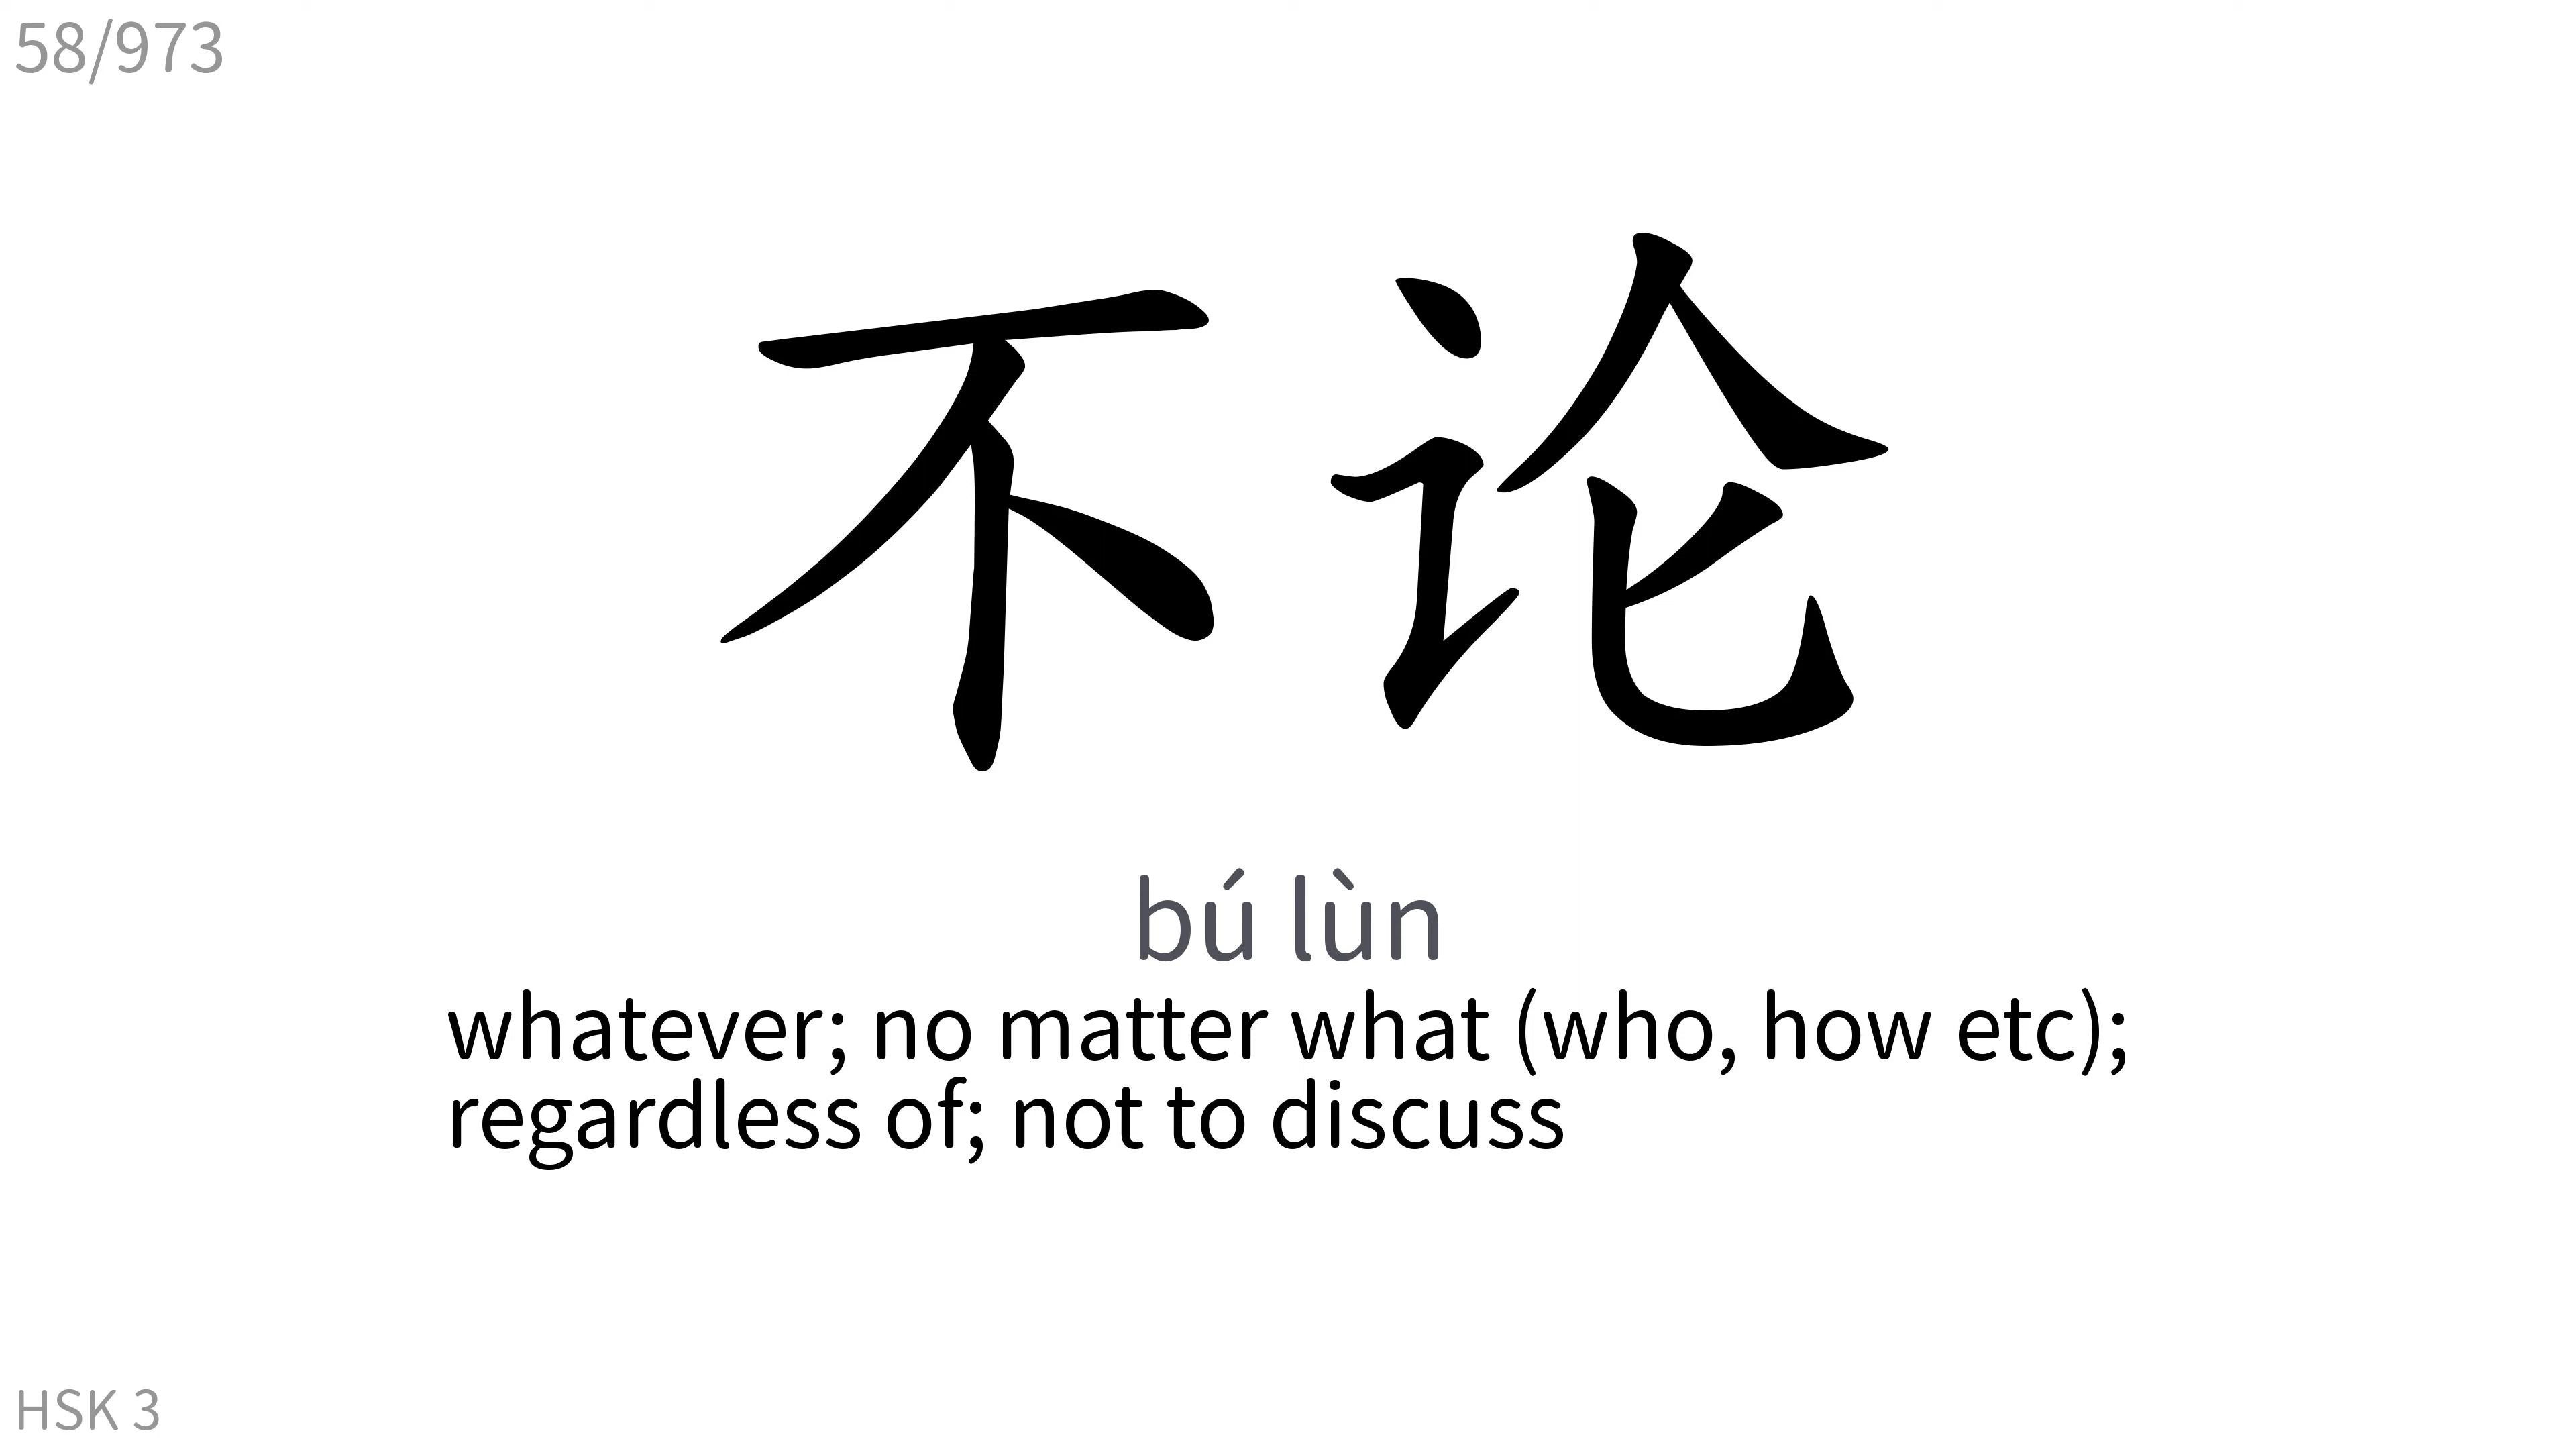 58/973
不论
bú lùn
whatever; no matter what (who, how etc);
regardless of; not to discuss
HSK 3